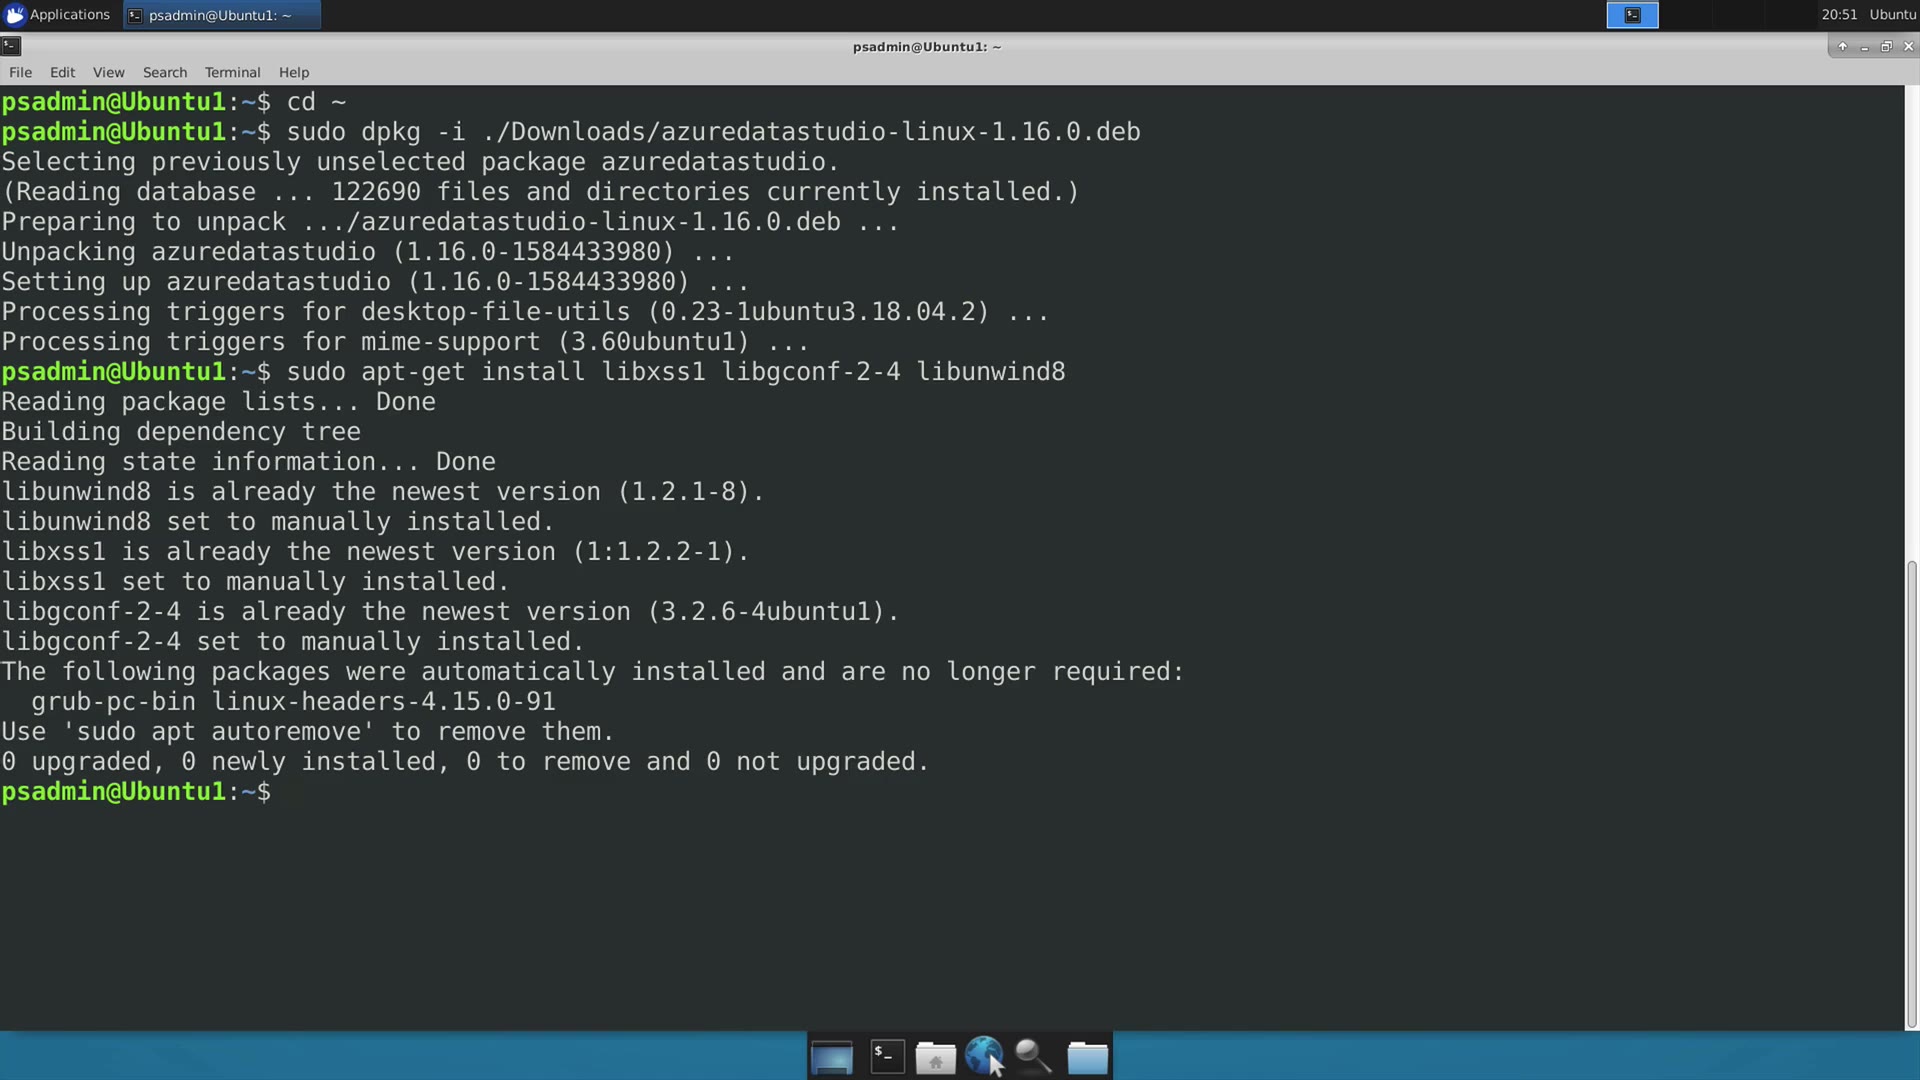 Applications psadmin@Ubuntu1: ~ 20:51 Ubuntu
psadmin@Ubuntu1: ~
File Edit View Search Terminal Help
psadmin@Ubuntu1:~$ cd ~
psadmin@Ubuntu1:~$ sudo dpkg -i ./Downloads/azuredatastudio-linux-1.16.0.deb
Selecting previously unselected package azuredatastudio.
(Reading database ... 122690 files and directories currently installed.)
Preparing to unpack .../azuredatastudio-linux-1.16.0.deb ...
Unpacking azuredatastudio (1.16.0-1584433980) ...
Setting up azuredatastudio (1.16.0-1584433980) ...
Processing triggers for desktop-file-utils (0.23-1ubuntu3.18.04.2) ...
Processing triggers for mime-support (3.60ubuntu1) ...
psadmin@Ubuntu1:~$ sudo apt-get install libxss1 libgconf-2-4 libunwind8
Reading package lists... Done
Building dependency tree
Reading state information... Done
libunwind8 is already the newest version (1.2.1-8).
libunwind8 set to manually installed.
libxss1 is already the newest version (1:1.2.2-1).
libxss1 set to manually installed.
libgconf-2-4 is already the newest version (3.2.6-4ubuntu1).
libgconf-2-4 set to manually installed.
The following packages were automatically installed and are no longer required:
  grub-pc-bin linux-headers-4.15.0-91
Use 'sudo apt autoremove' to remove them.
0 upgraded, 0 newly installed, 0 to remove and 0 not upgraded.
psadmin@Ubuntu1:~$